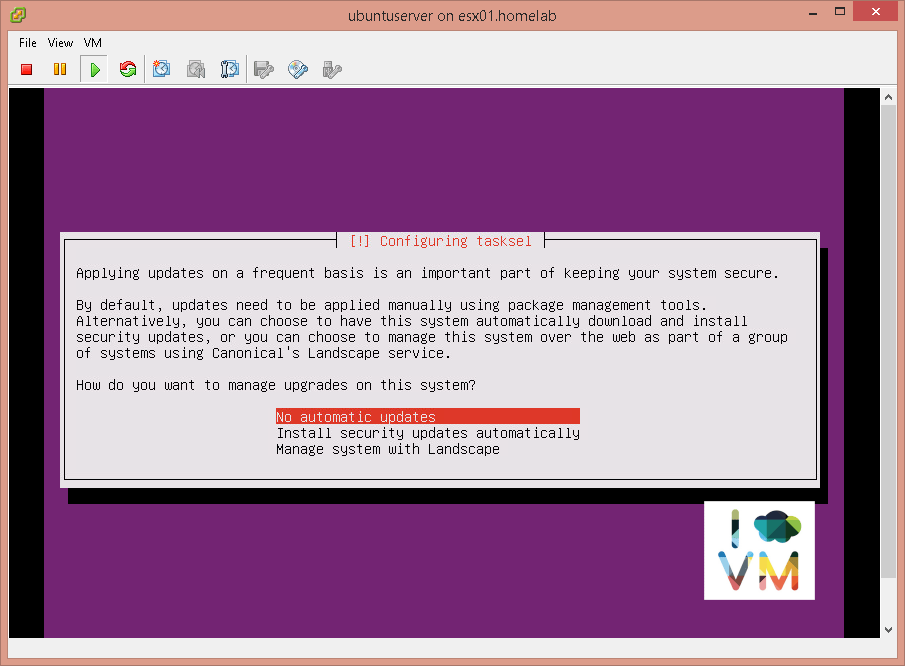 ubuntuserver on esx01.homelab
File View VM
[!] Configuring tasksel
Applying updates on a frequent basis is an important part of keeping your system secure.
By default, updates need to be applied manually using package management tools.
Alternatively, you can choose to have this system automatically download and install
security updates, or you can choose to manage this system over the web as part of a group
of systems using Canonical's Landscape service.
How do you want to manage upgrades on this system?
No automatic updates
Install security updates automatically
Manage system with Landscape
I
VM